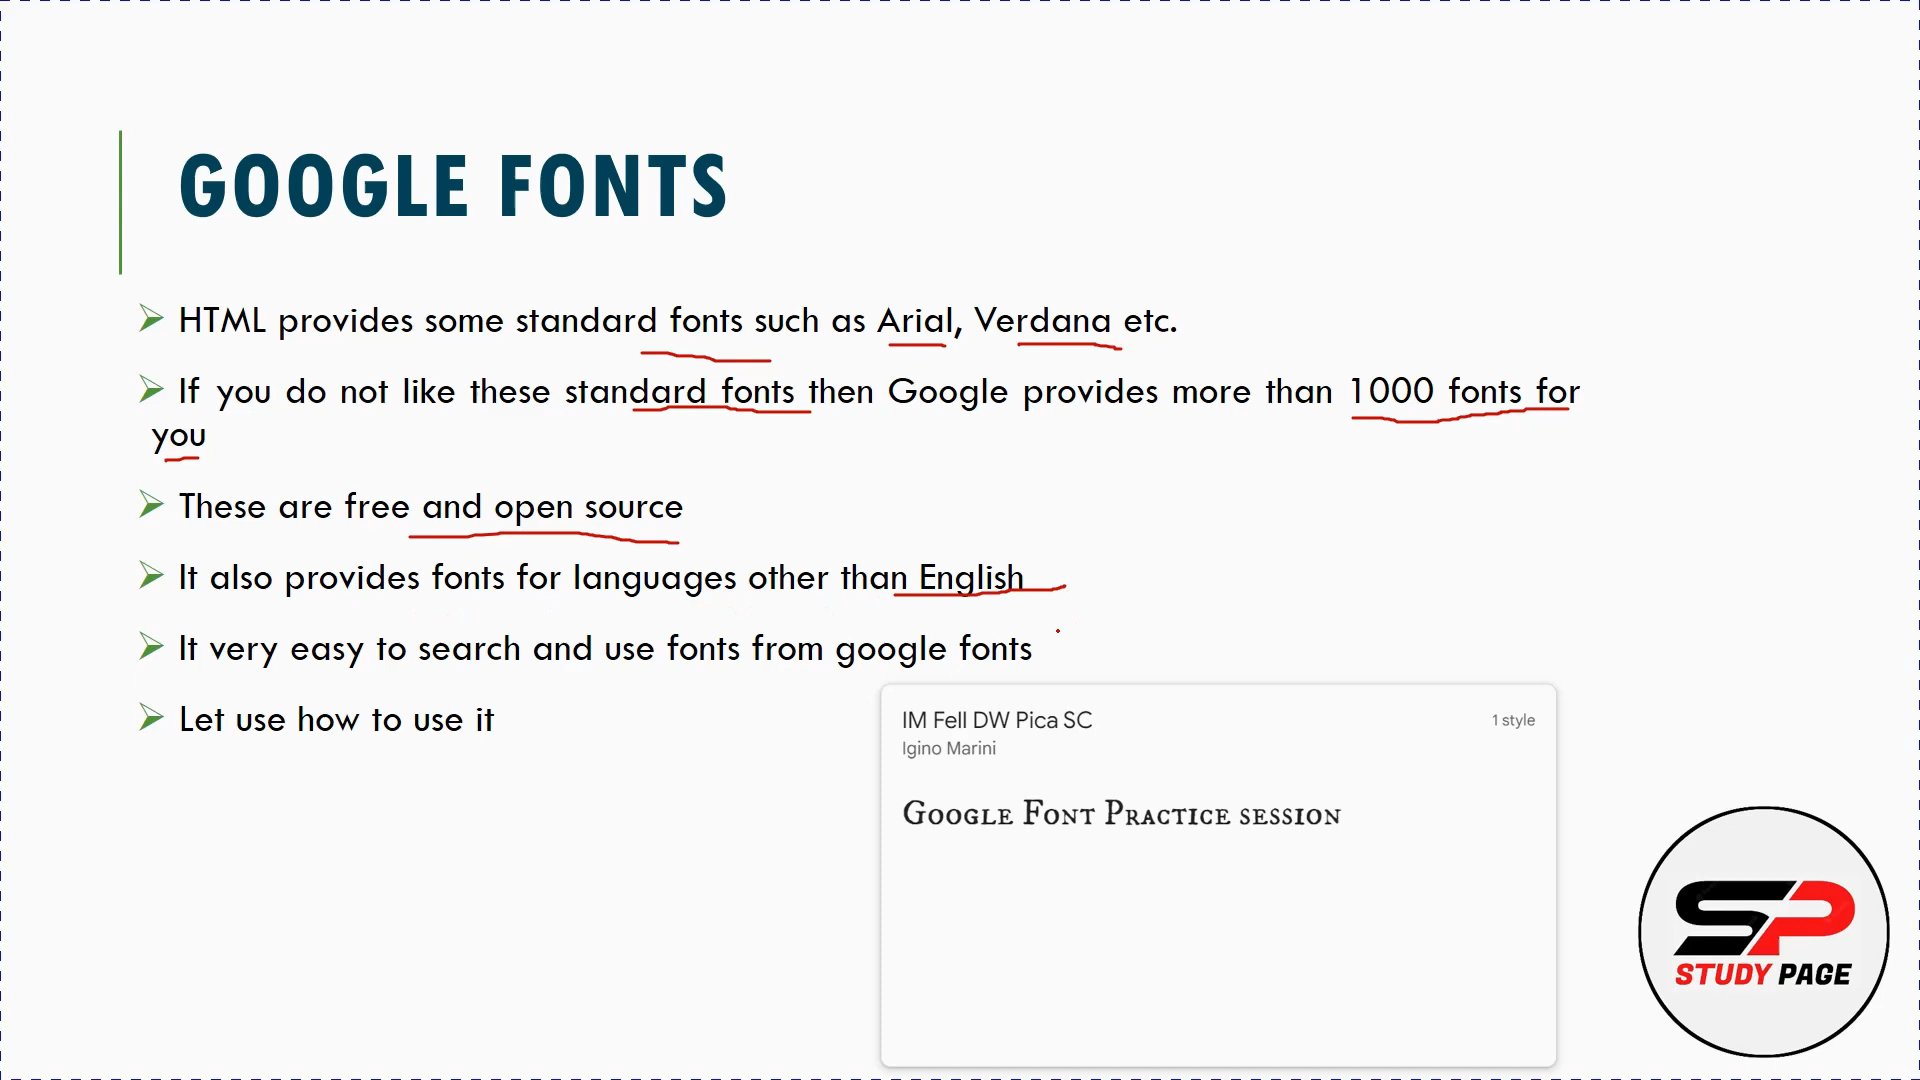 GOOGLE FONTS
HTML provides some standard fonts such as Arial, Verdana etc.
If you do not like these standard fonts then Google provides more than 1000 fonts for
you
These are free and open source
It also provides fonts for languages other than English
It very easy to search and use fonts from google fonts
Let use how to use it
IM Fell DW Pica SC
1 style
Igino Marini
Google Font Practice session
SP
STUDY PAGE